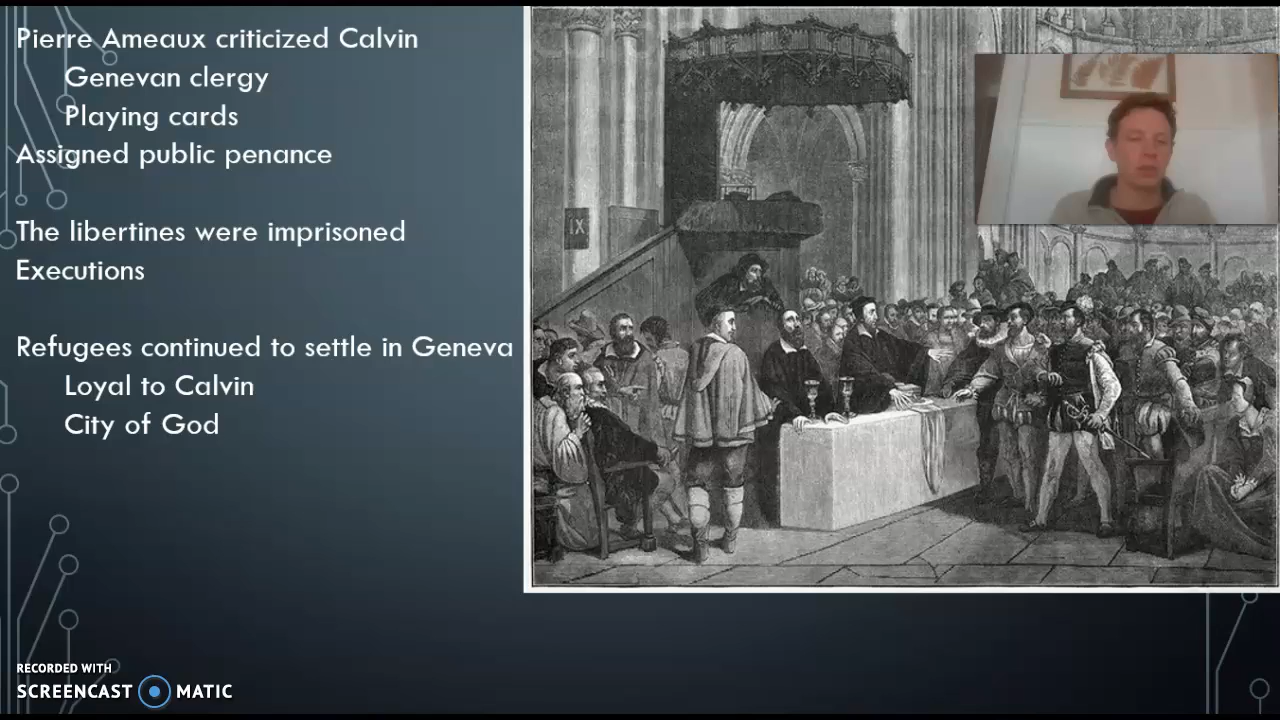 Pierre Ameaux criticized Calvin
Genevan clergy
Playing cards
Assigned public penance
The libertines were imprisoned
Executions
Refugees continued to settle in Geneva
Loyal to Calvin
City of God
IX
RECORDED WITH
SCREENCAST MATIC